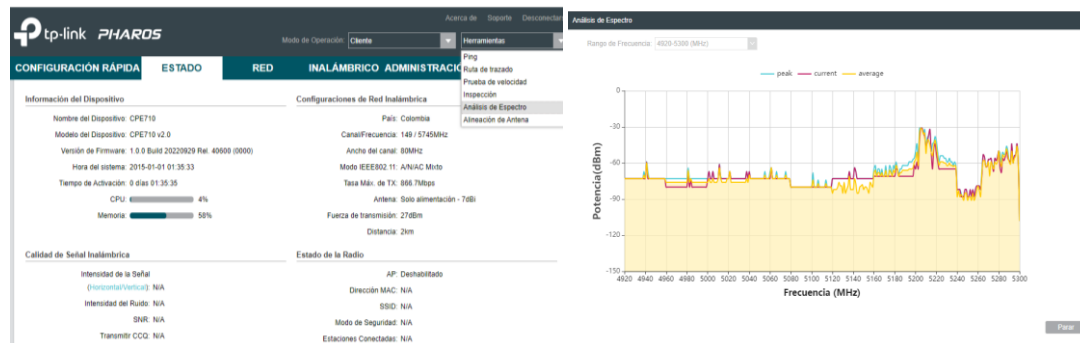 tp-link PHAROS
Acerca de Soporte Desconectar
Modo de Operación: Cliente Herramientas
Ping
Ruta de trazado
Prueba de velocidad
Inspección
Análisis de Espectro
Alineación de Antena
CONFIGURACIÓN RÁPIDA ESTADO RED INALÁMBRICO ADMINISTRACIÓ
Información del Dispositivo
Nombre del Dispositivo: CPE710
Modelo del Dispositivo: CPE710 v2.0
Versión de Firmware: 1.0.0 Build 20220929 Rel. 40600 (0000)
Hora del sistema: 2015-01-01 01:35:33
Tiempo de Activación: 0 días 01:35:35
CPU: 4%
Memoria: 58%
Configuraciones de Red Inalámbrica
País: Colombia
Canal/Frecuencia: 149 / 5745MHz
Ancho del canal: 80MHz
Modo IEEE802.11: A/N/AC Mixto
Tasa Máx. de TX: 866.7Mbps
Antena: Solo alimentación - 7dBi
Fuerza de transmisión: 27dBm
Distancia: 2km
Calidad de Señal Inalámbrica
Intensidad de la Señal
(Horizontal/Vertical): N/A
Intensidad del Ruido: N/A
SNR: N/A
Transmitir CCQ: N/A
Estado de la Radio
AP: Deshabilitado
Dirección MAC: N/A
SSID: N/A
Modo de Seguridad: N/A
Estaciones Conectadas: N/A
Análisis de Espectro
Rango de Frecuencia: 4920-5300 (MHz)
peak current average
Potencia(dBm)
0
-30
-60
-90
-120
-150
4920 4940 4960 4980 5000 5020 5040 5060 5080 5100 5120 5140 5160 5180 5200 5220 5240 5260 5280 5300
Frecuencia (MHz)
Parar